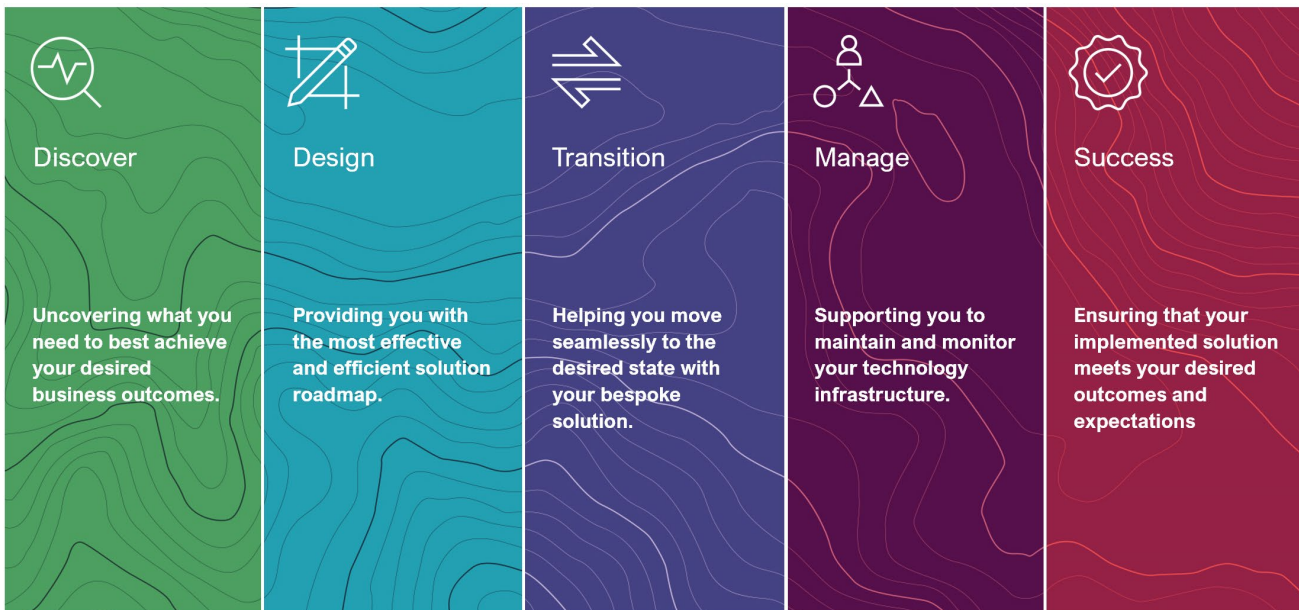 Discover
Uncovering what you
need to best achieve
your desired
business outcomes.
Design
Providing you with
the most effective
and efficient solution
roadmap.
Transition
Helping you move
seamlessly to the
desired state with
your bespoke
solution.
Manage
Supporting you to
maintain and monitor
your technology
infrastructure.
Success
Ensuring that your
implemented solution
meets your desired
outcomes and
expectations